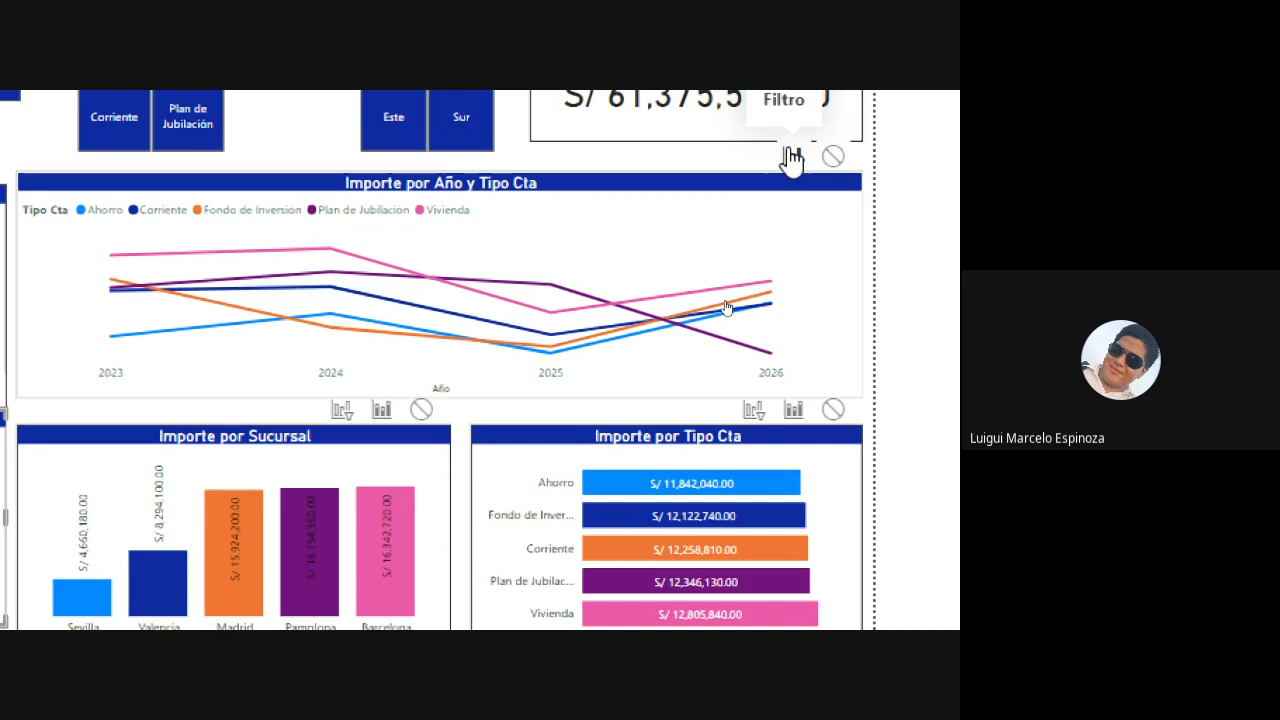 Corriente
Plan de
Jubilación
Este
Sur
S/ 61,375,5
Filtro
Importe por Año y Tipo Cta
Tipo Cta Ahorro Corriente Fondo de Inversión Plan de Jubilación Vivienda
2023 2024 2025 2026
Año
Importe por Sucursal
S/ 4,660,180.00
S/ 8,294,100.00
S/ 15,924,200.00
S/ 16,154,360.00
S/ 16,342,720.00
Sevilla Valencia Madrid Pamplona Barcelona
Importe por Tipo Cta
Ahorro S/ 11,842,040.00
Fondo de Inver... S/ 12,122,740.00
Corriente S/ 12,258,810.00
Plan de Jubilac... S/ 12,346,130.00
Vivienda S/ 12,805,840.00
Luigui Marcelo Espinoza